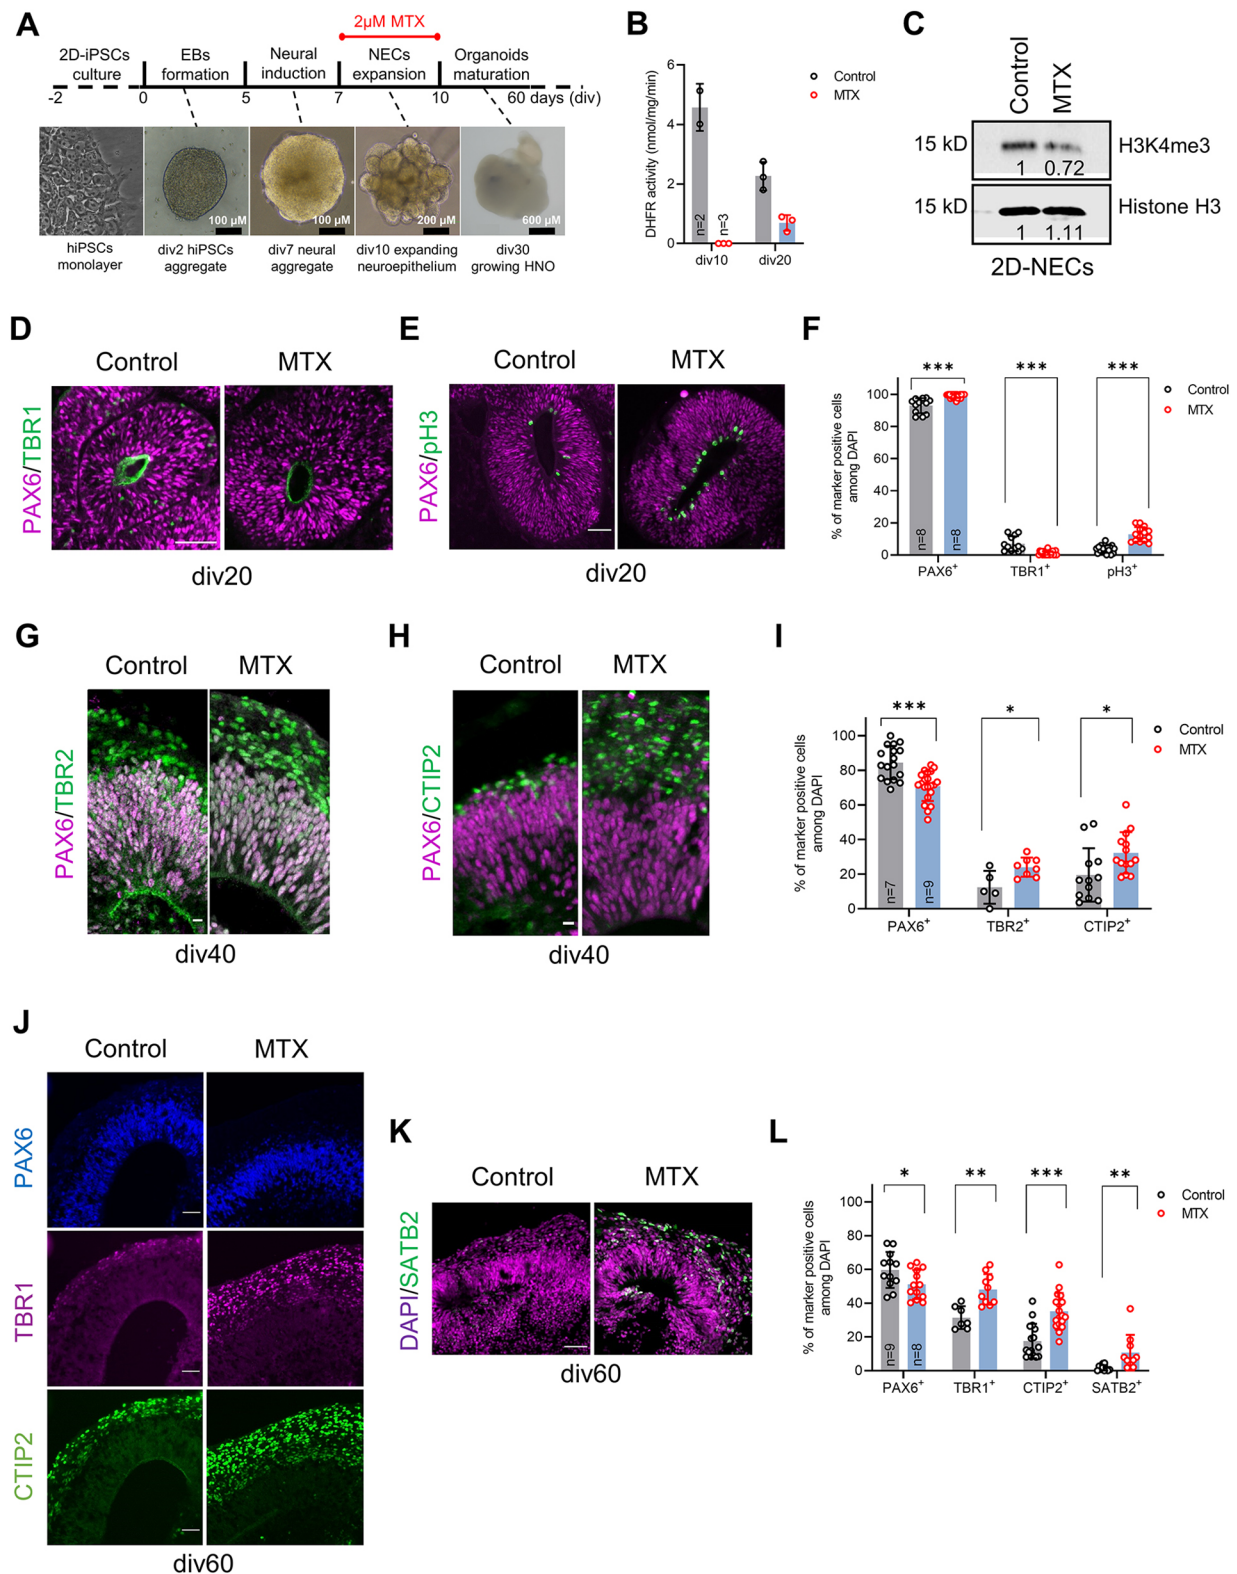 A
2µM MTX
2D-iPSCs culture
EBs formation
Neural induction
NECs expansion
Organoids maturation
-2 0 5 7 10 60 days (div)
100 µM
100 µM
200 µM
600 µM
hiPSCs monolayer
div2 hiPSCs aggregate
div7 neural aggregate
div10 expanding neuroepithelium
div30 growing HNO
B
DHFR activity (nmol/mg/min)
6
4
2
0
n=2
n=3
div10
div20
Control
MTX
C
Control
MTX
15 kD
H3K4me3
1 0.72
15 kD
Histone H3
1 1.11
2D-NECs
D
Control
MTX
PAX6/TBR1
div20
E
Control
MTX
PAX6/pH3
div20
F
% of marker positive cells among DAPI
100
80
60
40
20
0
***
***
***
n=8
n=8
PAX6+
TBR1+
pH3+
Control
MTX
G
Control
MTX
PAX6/TBR2
div40
H
Control
MTX
PAX6/CTIP2
div40
I
% of marker positive cells among DAPI
100
80
60
40
20
0
***
*
*
n=7
n=9
PAX6+
TBR2+
CTIP2+
Control
MTX
J
Control
MTX
PAX6
TBR1
CTIP2
div60
K
Control
MTX
DAPI/SATB2
div60
L
% of marker positive cells among DAPI
100
80
60
40
20
0
*
**
***
**
n=9
n=8
PAX6+
TBR1+
CTIP2+
SATB2+
Control
MTX